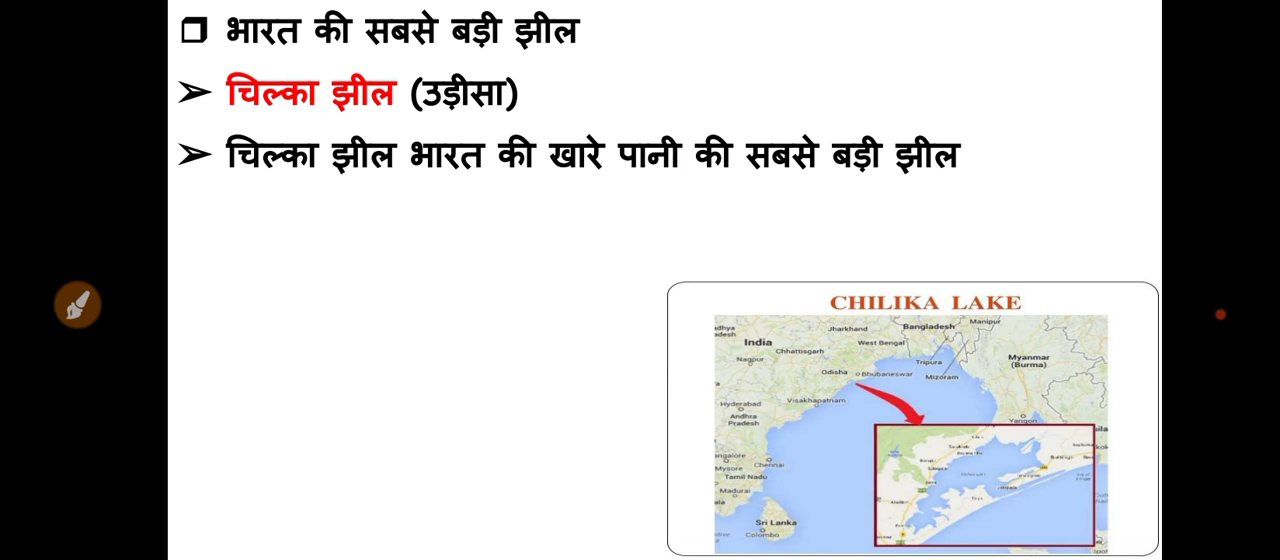 ❒ भारत की सबसे बड़ी झील
➢ चिल्का झील (उड़ीसा)
➢ चिल्का झील भारत की खारे पानी की सबसे बड़ी झील
CHILIKA LAKE
Manipur
Jharkhand
Bangladesh
India
West Bengal
Chhattisgarh
Nagpur
Myanmar
(Burma)
Tripura
Odisha
Bhubaneswar
Mizoram
Visakhapatnam
Hyderabad
Andhra
Pradesh
Yangon
Chennai
Mysore
Tamil Nadu
Madurai
Sri Lanka
Colombo